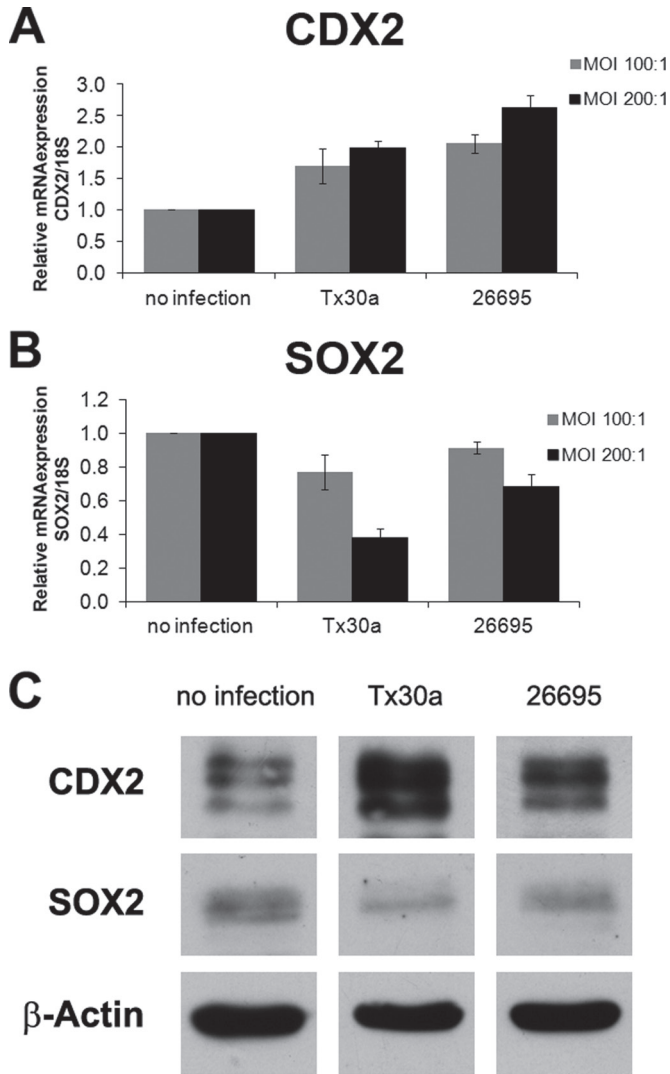 A
CDX2
Relative mRNAexpression
CDX2/18S
3.0
2.5
2.0
1.5
1.0
0.5
0.0
MOI 100:1
MOI 200:1
no infection Tx30a 26695
B
SOX2
Relative mRNAexpression
SOX2/18S
1.2
1.0
0.8
0.6
0.4
0.2
0.0
MOI 100:1
MOI 200:1
no infection Tx30a 26695
C
no infection Tx30a 26695
CDX2
SOX2
β-Actin